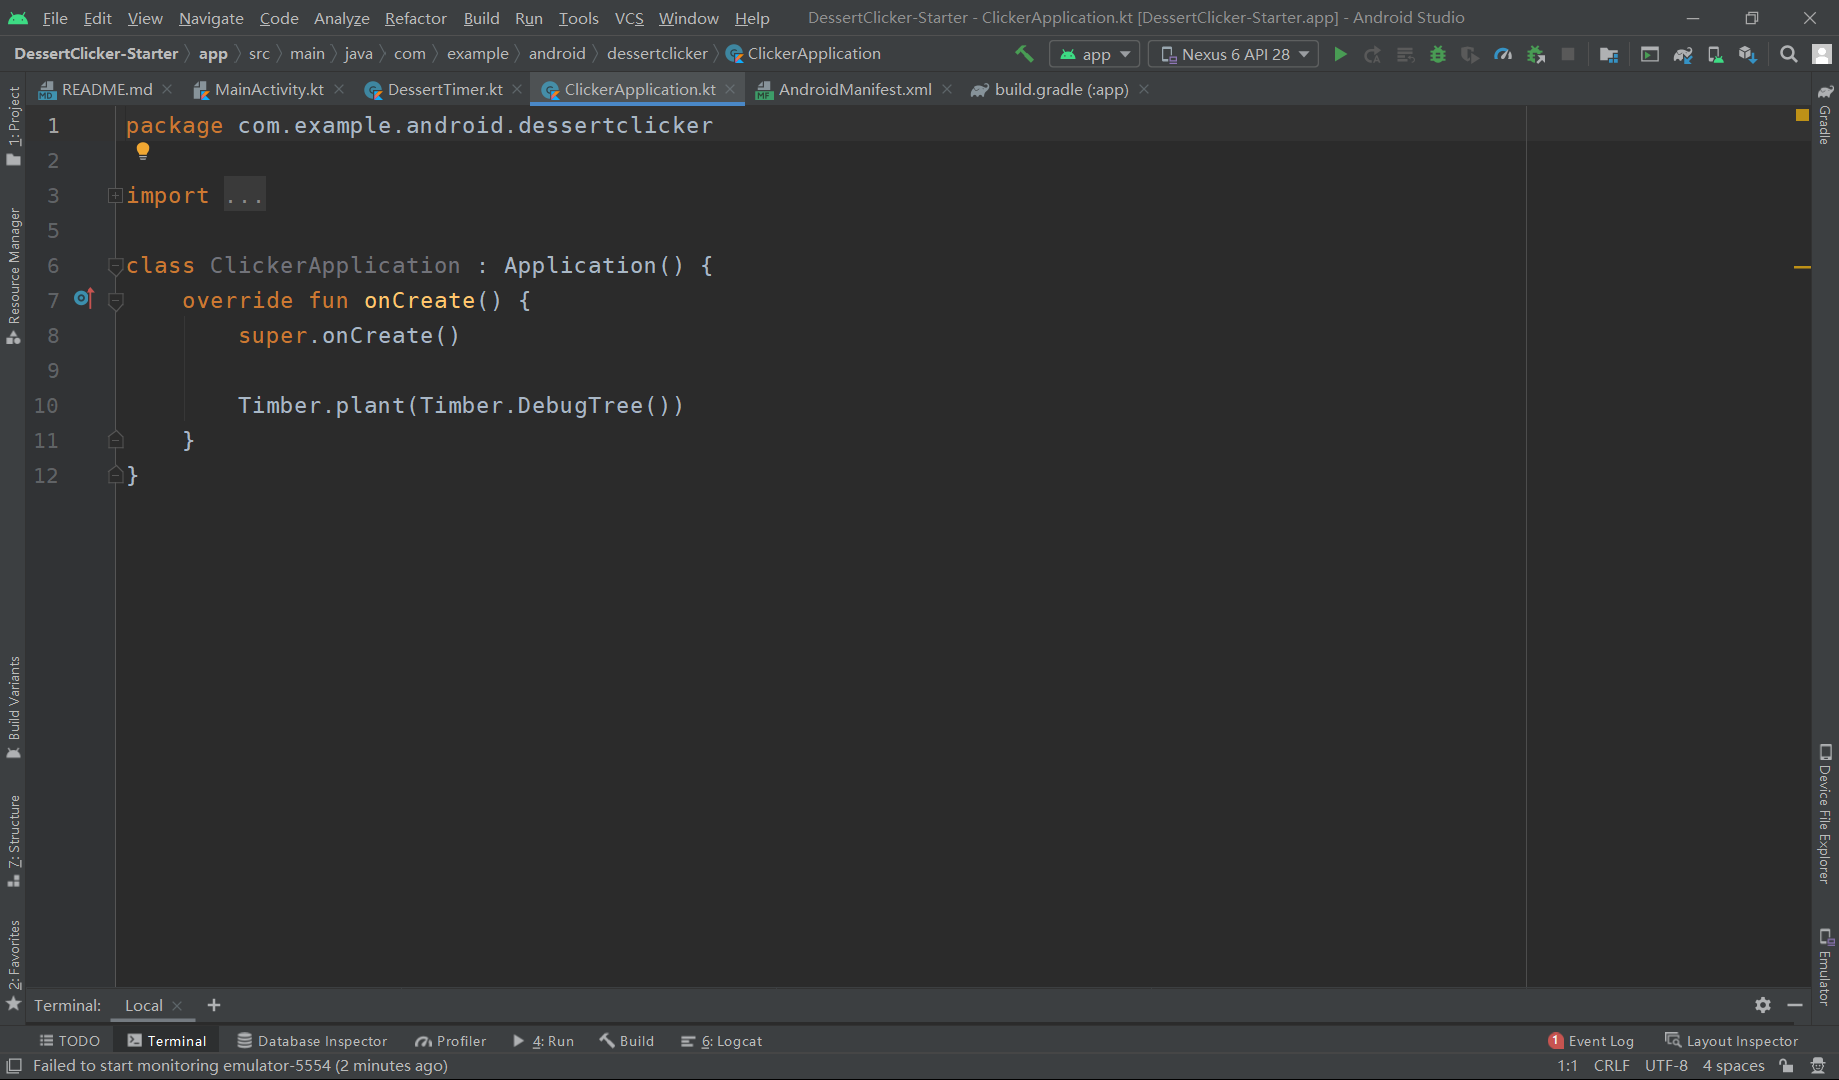 File Edit View Navigate Code Analyze Refactor Build Run Tools VCS Window Help DessertClicker-Starter - ClickerApplication.kt [DessertClicker-Starter.app] - Android Studio
DessertClicker-Starter app src main java com example android dessertclicker ClickerApplication app Nexus 6 API 28
README.md MainActivity.kt DessertTimer.kt ClickerApplication.kt AndroidManifest.xml build.gradle (:app)
1 package com.example.android.dessertclicker
2
3 import ...
5
6 class ClickerApplication : Application() {
7 override fun onCreate() {
8 super.onCreate()
9
10 Timber.plant(Timber.DebugTree())
11 }
12 }
1: Project
Resource Manager
Build Variants
7: Structure
2: Favorites
Gradle
Device File Explorer
Emulator
Terminal: Local
TODO Terminal Database Inspector Profiler 4: Run Build 6: Logcat 1 Event Log Layout Inspector
Failed to start monitoring emulator-5554 (2 minutes ago) 1:1 CRLF UTF-8 4 spaces